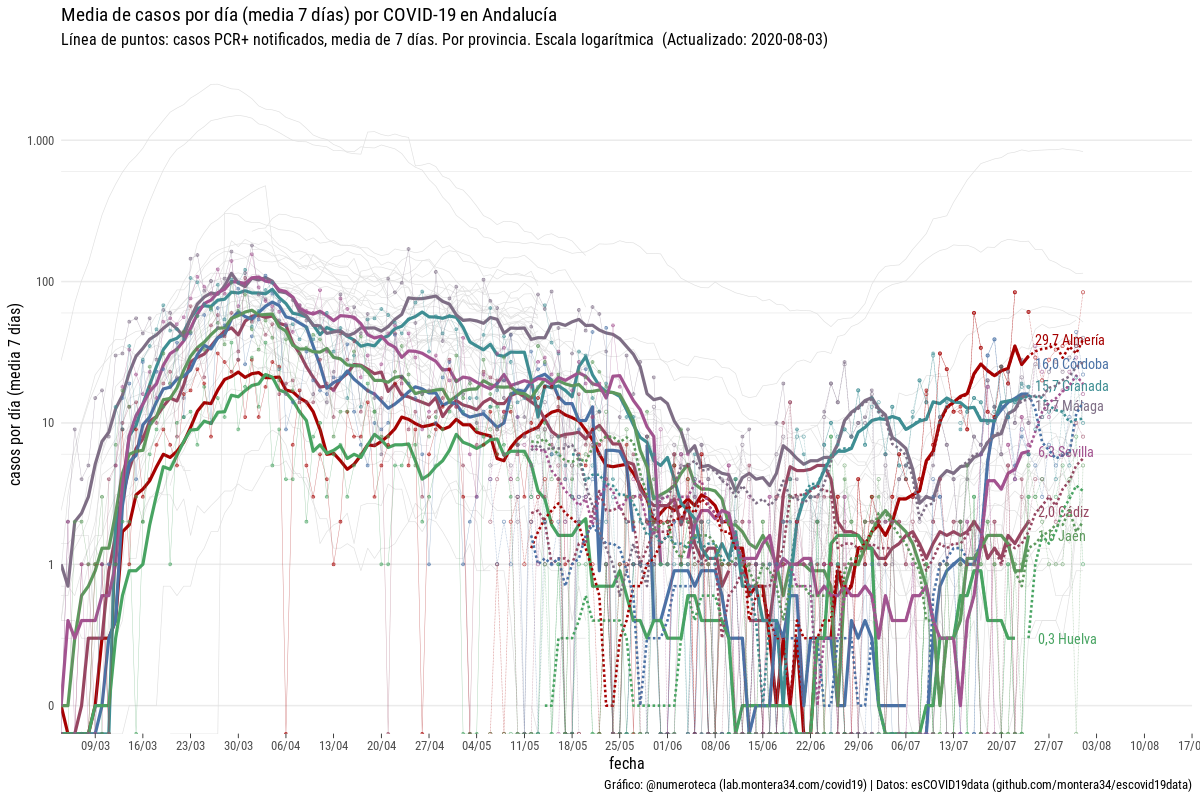 Media de casos por día (media 7 días) por COVID-19 en Andalucía
Línea de puntos: casos PCR+ notificados, media de 7 días. Por provincia. Escala logarítmica (Actualizado: 2020-08-03)
casos por día (media 7 días)
1.000
100
10
1
0
29,7 Almería
16,0 Córdoba
15,7 Granada
15,7 Málaga
6,3 Sevilla
2,0 Cádiz
Jaén
0,3 Huelva
09/03 16/03 23/03 30/03 06/04 13/04 20/04 27/04 04/05 11/05 18/05 25/05 01/06 08/06 15/06 22/06 29/06 06/07 13/07 20/07 27/07 03/08 10/08
fecha
Gráfico: @numeroteca (lab.montera34.com/covid19) | Datos: esCOVID19data (github.com/montera34/escovid19data)